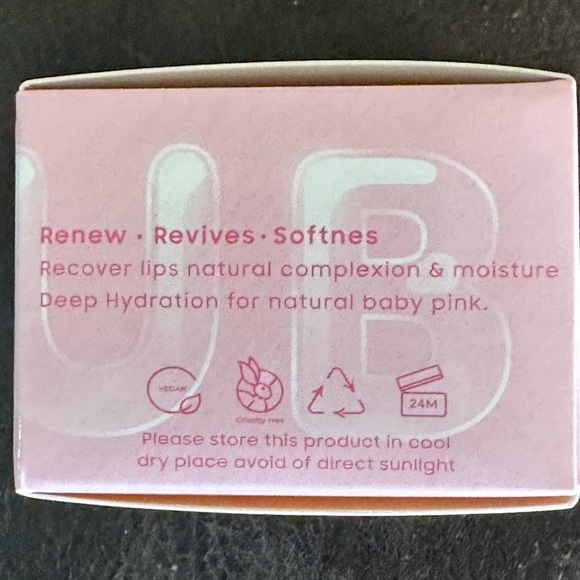 UB
Renew · Revives · Softnes
Recover lips natural complexion & moisture
Deep Hydration for natural baby pink.
VEGAN
Cruelty Free
24M
Please store this product in cool
dry place avoid of direct sunlight